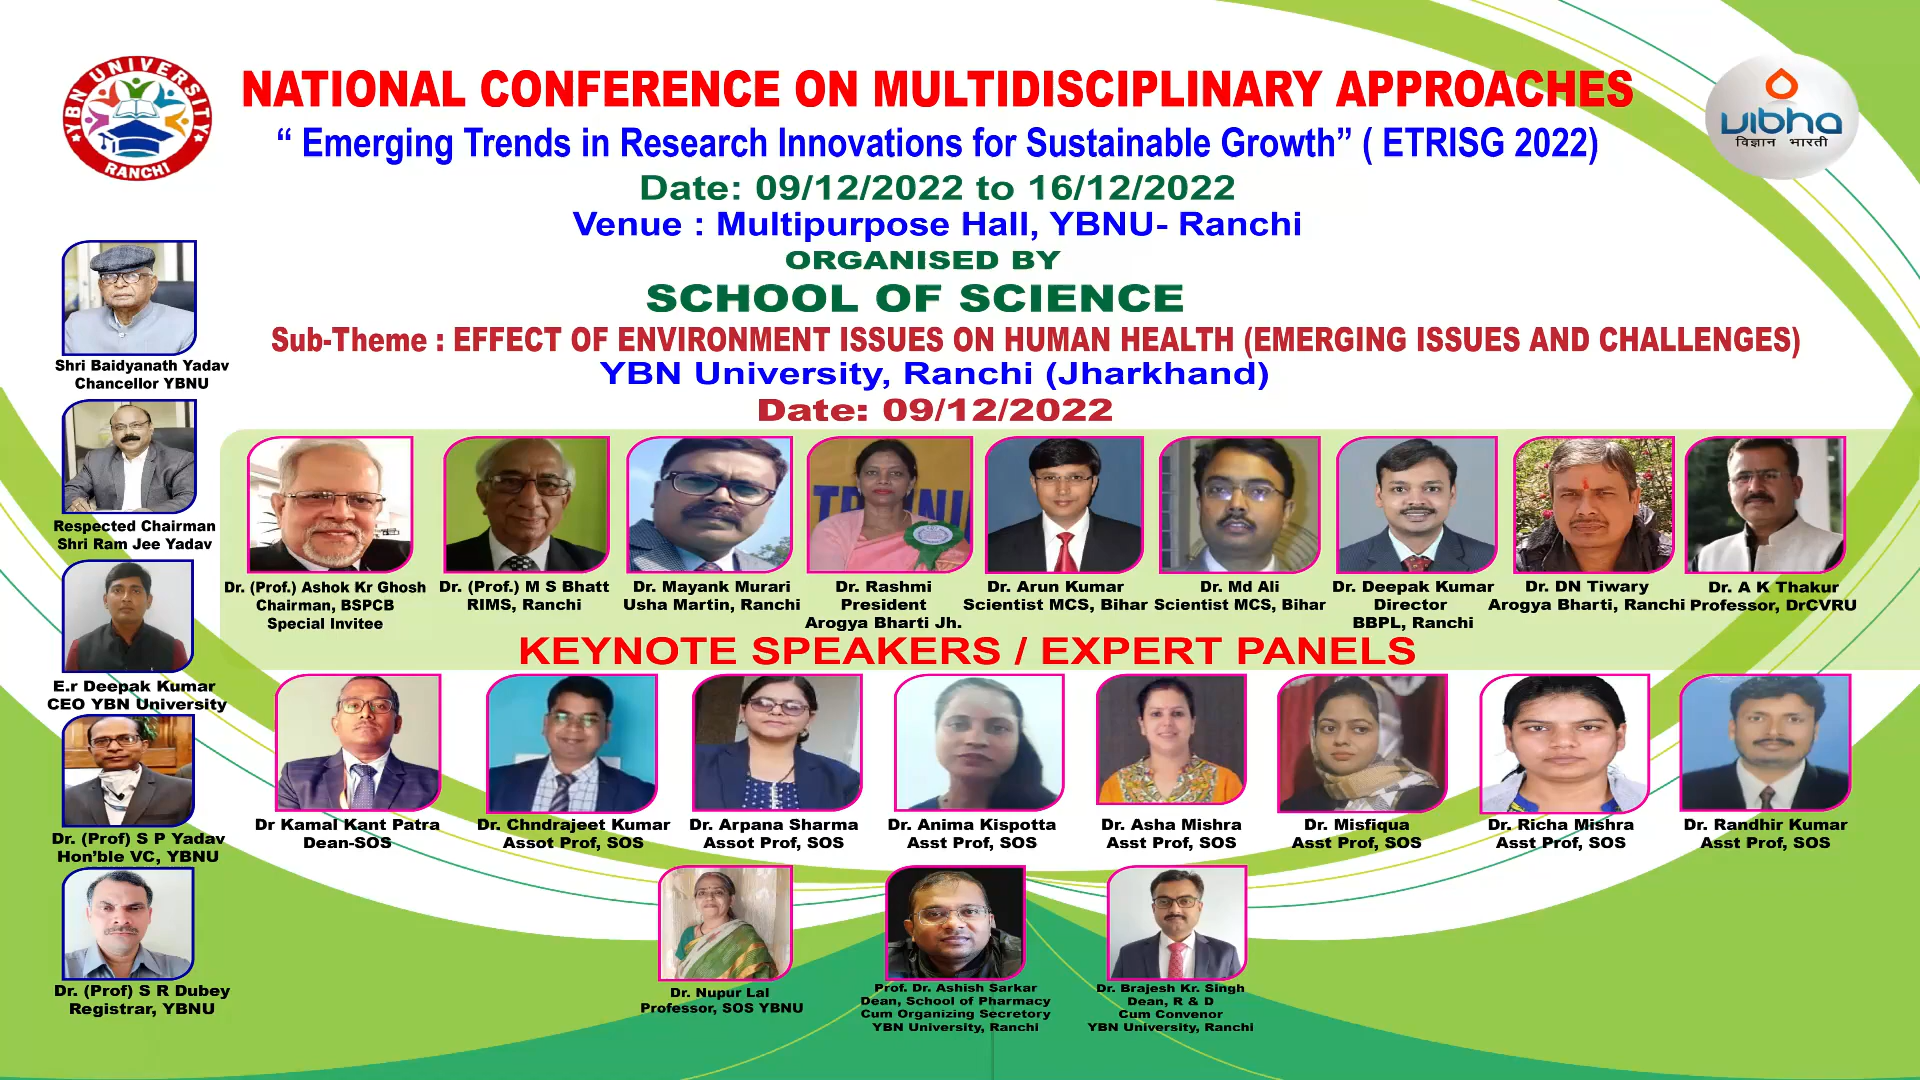 YBN UNIVERSITY
RANCHI
NATIONAL CONFERENCE ON MULTIDISCIPLINARY APPROACHES
“ Emerging Trends in Research Innovations for Sustainable Growth” ( ETRISG 2022)
Date: 09/12/2022 to 16/12/2022
Venue : Multipurpose Hall, YBNU- Ranchi
ORGANISED BY
SCHOOL OF SCIENCE
Sub-Theme : EFFECT OF ENVIRONMENT ISSUES ON HUMAN HEALTH (EMERGING ISSUES AND CHALLENGES)
YBN University, Ranchi (Jharkhand)
Date: 09/12/2022
vibha
विज्ञान भारती
Shri Baidyanath Yadav
Chancellor YBNU
Respected Chairman
Shri Ram Jee Yadav
E.r Deepak Kumar
CEO YBN University
Dr. (Prof) S P Yadav
Hon’ble VC, YBNU
Dr. (Prof) S R Dubey
Registrar, YBNU
Dr. (Prof.) Ashok Kr Ghosh
Chairman, BSPCB
Special Invitee
Dr. (Prof.) M S Bhatt
RIMS, Ranchi
Dr. Mayank Murari
Usha Martin, Ranchi
Dr. Rashmi
President
Arogya Bharti Jh.
Dr. Arun Kumar
Scientist MCS, Bihar
Dr. Md Ali
Scientist MCS, Bihar
Dr. Deepak Kumar
Director
BBPL, Ranchi
Dr. DN Tiwary
Arogya Bharti, Ranchi
Dr. A K Thakur
Professor, DrCVRU
KEYNOTE SPEAKERS / EXPERT PANELS
Dr Kamal Kant Patra
Dean-SOS
Dr. Chndrajeet Kumar
Assot Prof, SOS
Dr. Arpana Sharma
Assot Prof, SOS
Dr. Anima Kispotta
Asst Prof, SOS
Dr. Asha Mishra
Asst Prof, SOS
Dr. Misfiqua
Asst Prof, SOS
Dr. Richa Mishra
Asst Prof, SOS
Dr. Randhir Kumar
Asst Prof, SOS
Dr. Nupur Lal
Professor, SOS YBNU
Prof. Dr. Ashish Sarkar
Dean, School of Pharmacy
Cum Organizing Secretory
YBN University, Ranchi
Dr. Brajesh Kr. Singh
Dean, R & D
Cum Convenor
YBN University, Ranchi